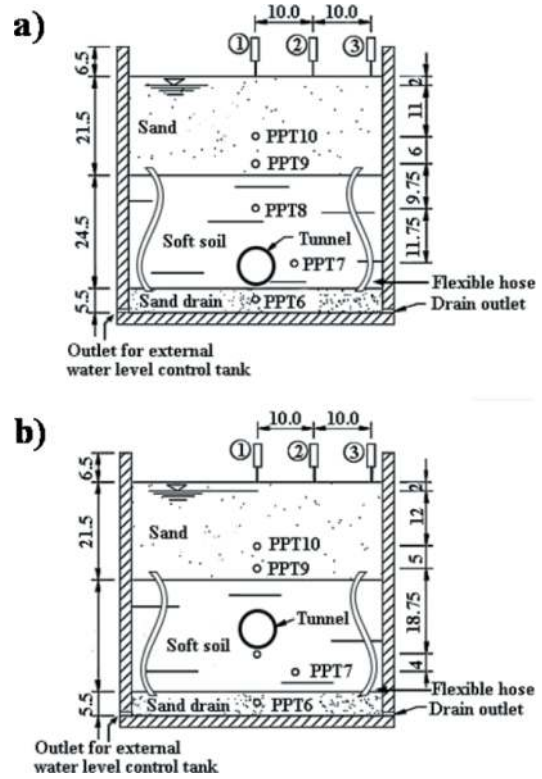 a)
10.0 10.0
① ② ③
6.5
21.5
24.5
5.5
2
11
6
9.75
11.75
Sand
PPT10
PPT9
PPT8
Soft soil
Tunnel
PPT7
Flexible hose
Sand drain
PPT6
Drain outlet
Outlet for external
water level control tank
b)
10.0 10.0
① ② ③
6.5
21.5
5.5
2
12
5
18.75
4
Sand
PPT10
PPT9
Tunnel
Soft soil
PPT7
Flexible hose
Sand drain
PPT6
Drain outlet
Outlet for external
water level control tank